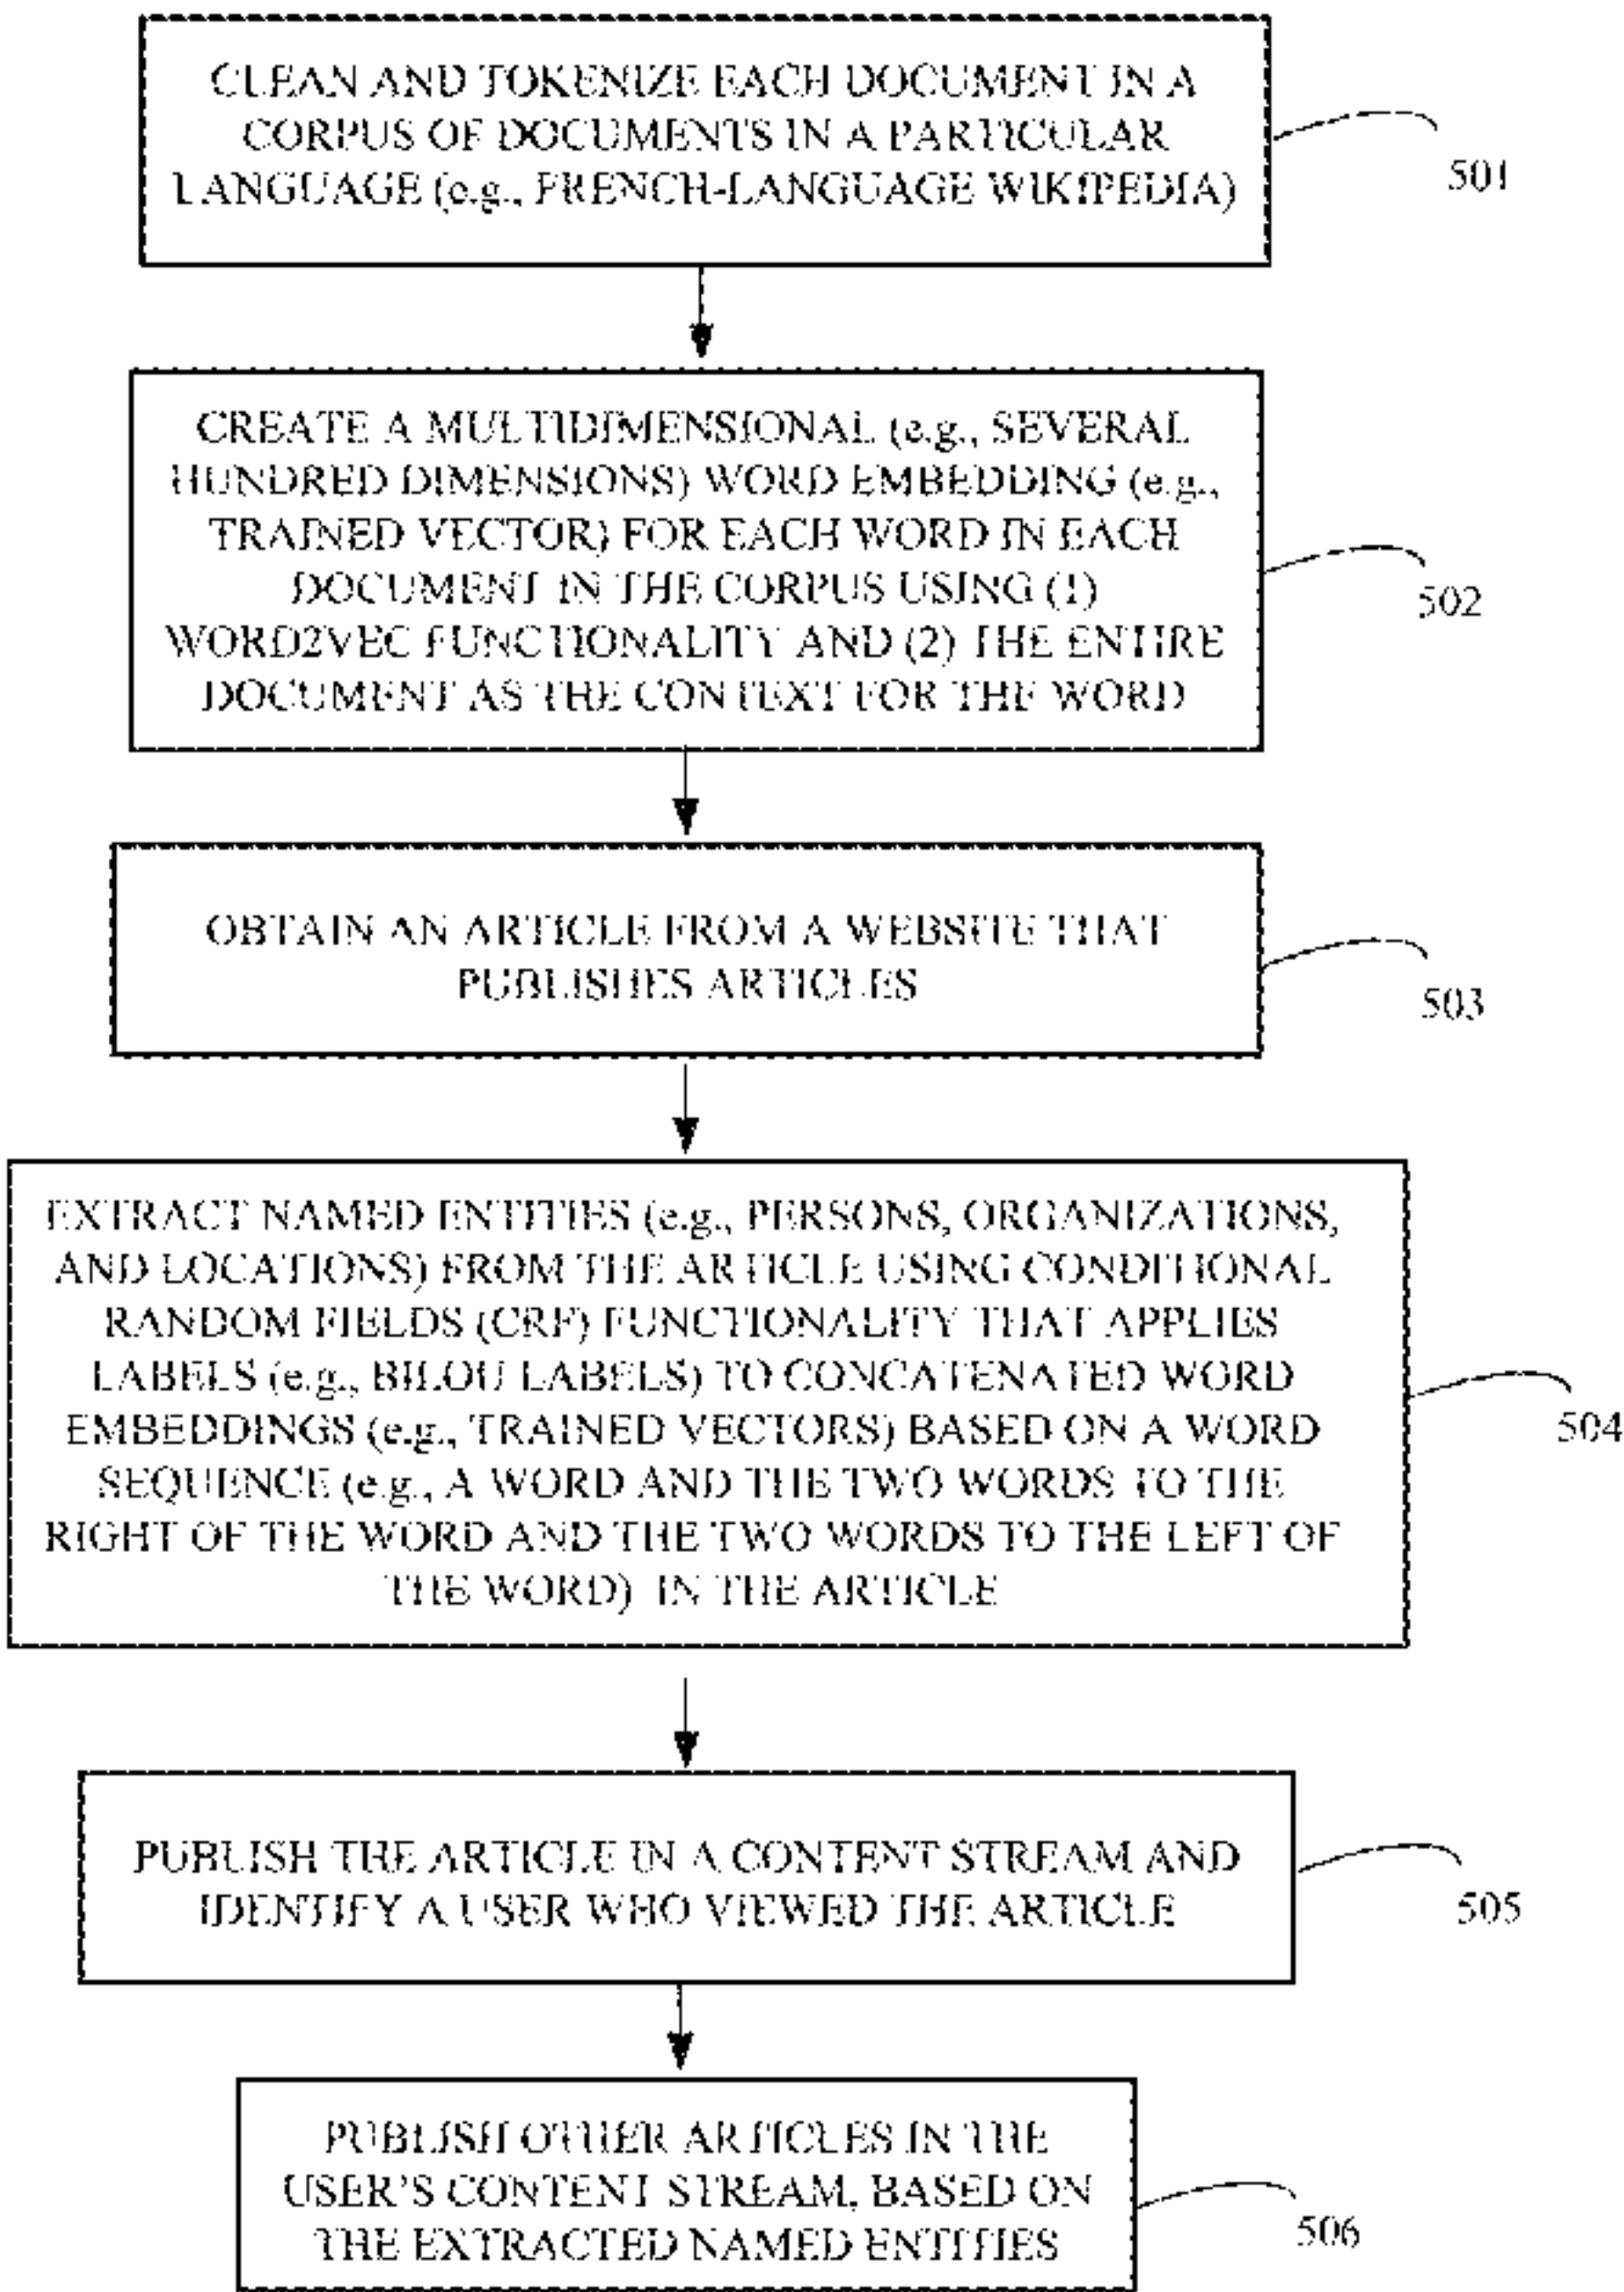 CLEAN AND TOKENIZE EACH DOCUMENT IN A
CORPUS OF DOCUMENTS IN A PARTICULAR
LANGUAGE (e.g., FRENCH-LANGUAGE WIKIPEDIA)
501
CREATE A MULTIDIMENSIONAL (e.g., SEVERAL
HUNDRED DIMENSIONS) WORD EMBEDDING (e.g.,
TRAINED VECTOR) FOR EACH WORD IN EACH
DOCUMENT IN THE CORPUS USING (1)
WORD2VEC FUNCTIONALITY AND (2) THE ENTIRE
DOCUMENT AS THE CONTEXT FOR THE WORD
502
OBTAIN AN ARTICLE FROM A WEBSITE THAT
PUBLISHES ARTICLES
503
EXTRACT NAMED ENTITIES (e.g., PERSONS, ORGANIZATIONS,
AND LOCATIONS) FROM THE ARTICLE USING CONDITIONAL
RANDOM FIELDS (CRF) FUNCTIONALITY THAT APPLIES
LABELS (e.g., BILOU LABELS) TO CONCATENATED WORD
EMBEDDINGS (e.g., TRAINED VECTORS) BASED ON A WORD
SEQUENCE (e.g., A WORD AND THE TWO WORDS TO THE
RIGHT OF THE WORD AND THE TWO WORDS TO THE LEFT OF
THE WORD) IN THE ARTICLE
504
PUBLISH THE ARTICLE IN A CONTENT STREAM AND
IDENTIFY A USER WHO VIEWED THE ARTICLE
505
PUBLISH OTHER ARTICLES IN THE
USER'S CONTENT STREAM, BASED ON
THE EXTRACTED NAMED ENTITIES
506